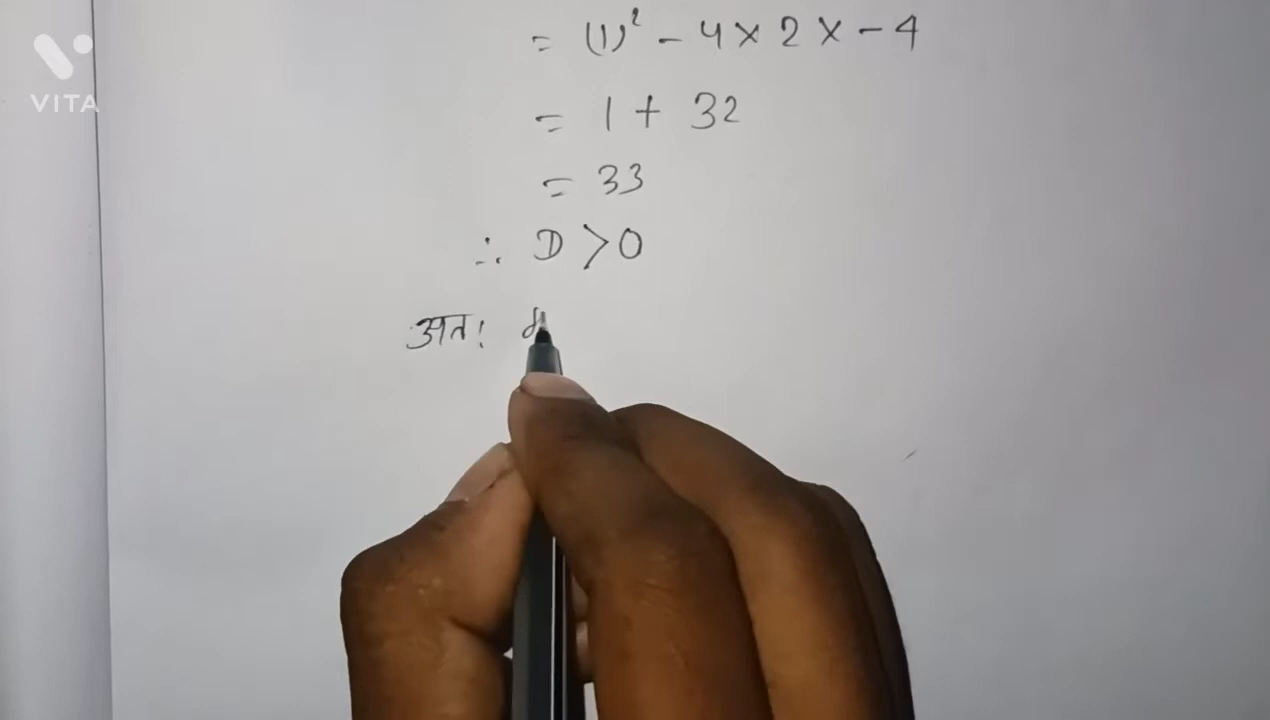 VITA
= (1)² - 4 × 2 × - 4
= 1 + 32
= 33
∴ D > 0
अतः